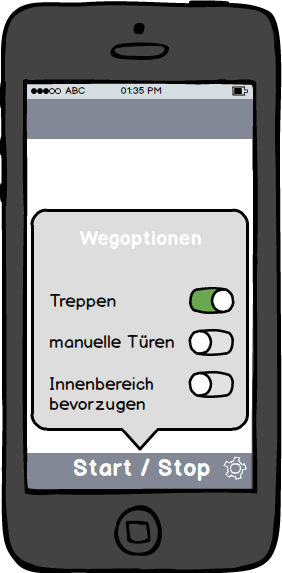 ABC 01:35 PM
Wegoptionen
Treppen
manuelle Türen
Innenbereich
bevorzugen
Start / Stop